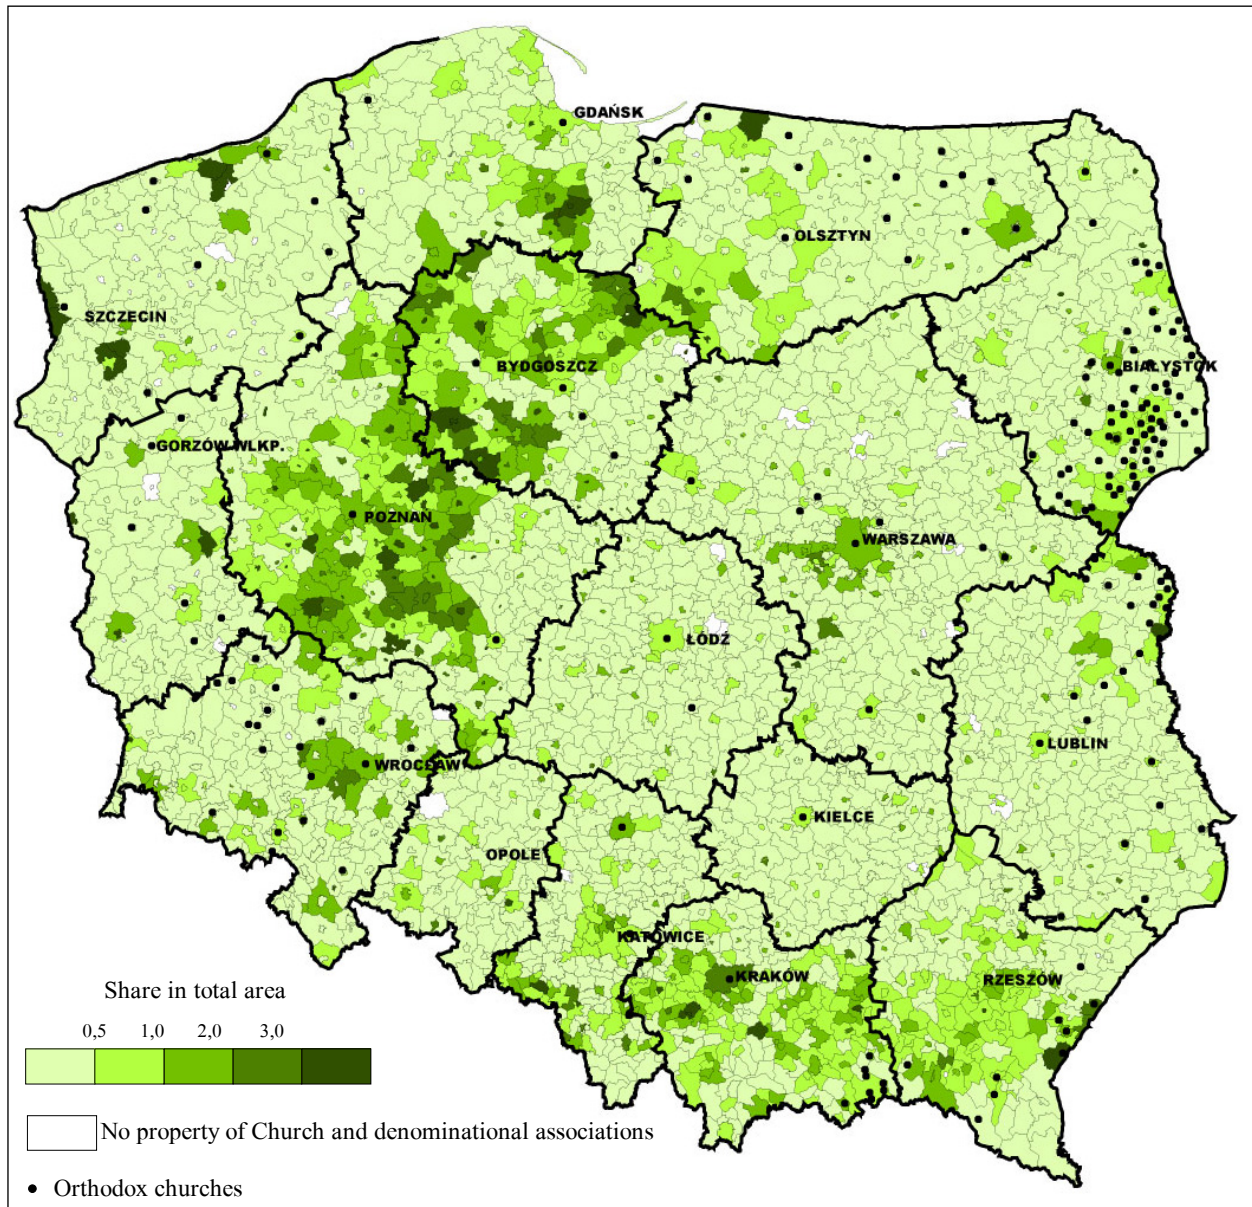 GDAŃSK
OLSZTYN
SZCZECIN
BYDGOSZCZ
BIAŁYSTOK
GORZÓW WLKP.
POZNAŃ
WARSZAWA
ŁÓDŹ
LUBLIN
WROCŁAW
KIELCE
OPOLE
KATOWICE
KRAKÓW
RZESZÓW
Share in total area
0,5 1,0 2,0 3,0
No property of Church and denominational associations
Orthodox churches